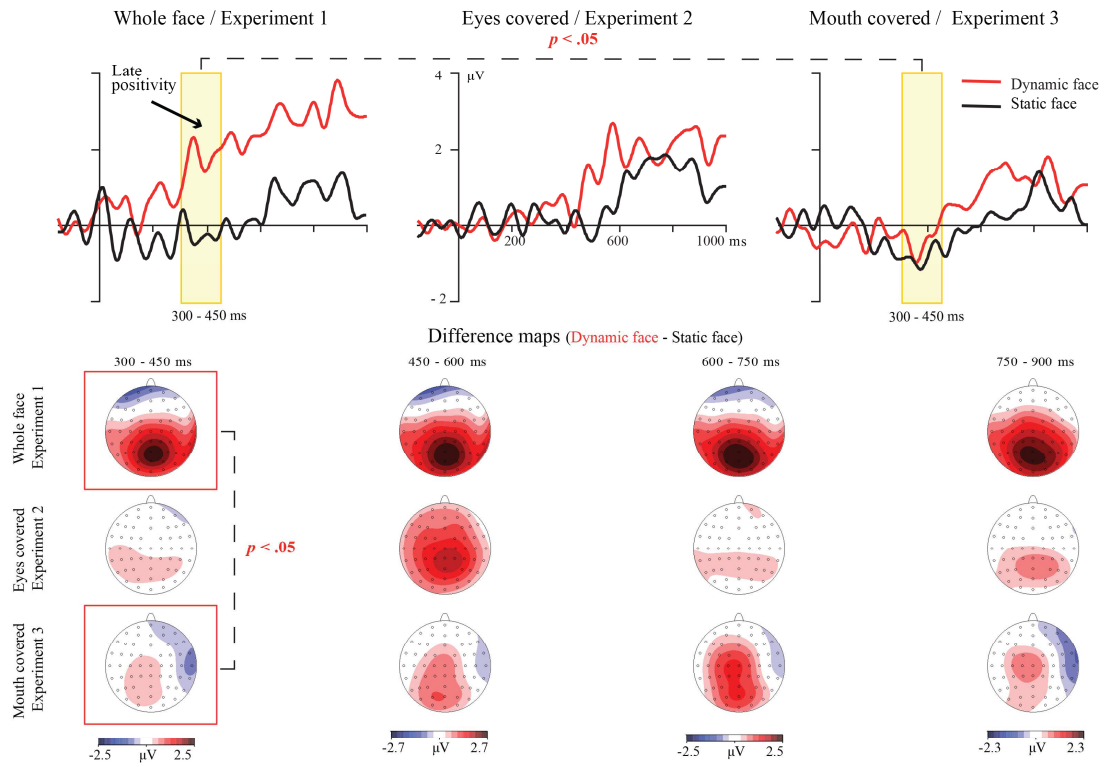 Whole face / Experiment 1
Eyes covered / Experiment 2
Mouth covered / Experiment 3
p < .05
Late
positivity
4
µV
2
- 2
200
600
1000 ms
Dynamic face
Static face
300 - 450 ms
300 - 450 ms
Difference maps (Dynamic face - Static face)
300 - 450 ms
450 - 600 ms
600 - 750 ms
750 - 900 ms
Whole face
Experiment 1
Eyes covered
Experiment 2
p < .05
Mouth covered
Experiment 3
-2.5
µV
2.5
-2.7
µV
2.7
-2.5
µV
2.5
-2.3
µV
2.3